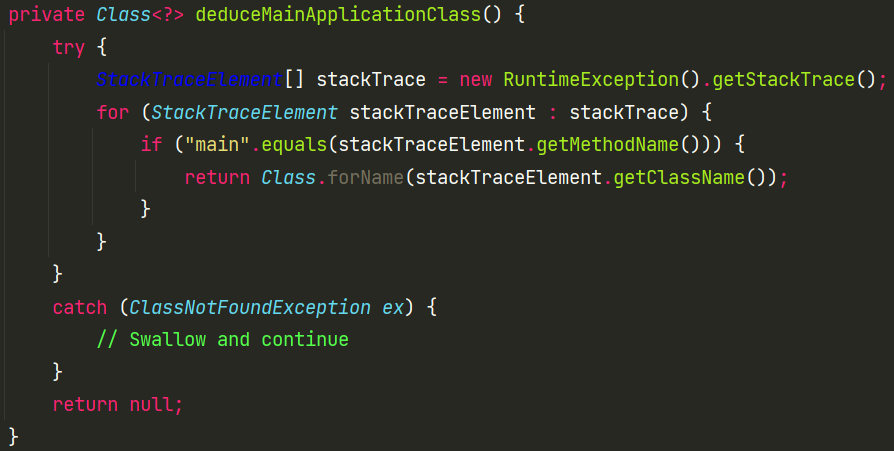 private Class<?> deduceMainApplicationClass() {
    try {
        StackTraceElement[] stackTrace = new RuntimeException().getStackTrace();
        for (StackTraceElement stackTraceElement : stackTrace) {
            if ("main".equals(stackTraceElement.getMethodName())) {
                return Class.forName(stackTraceElement.getClassName());
            }
        }
    }
    catch (ClassNotFoundException ex) {
        // Swallow and continue
    }
    return null;
}